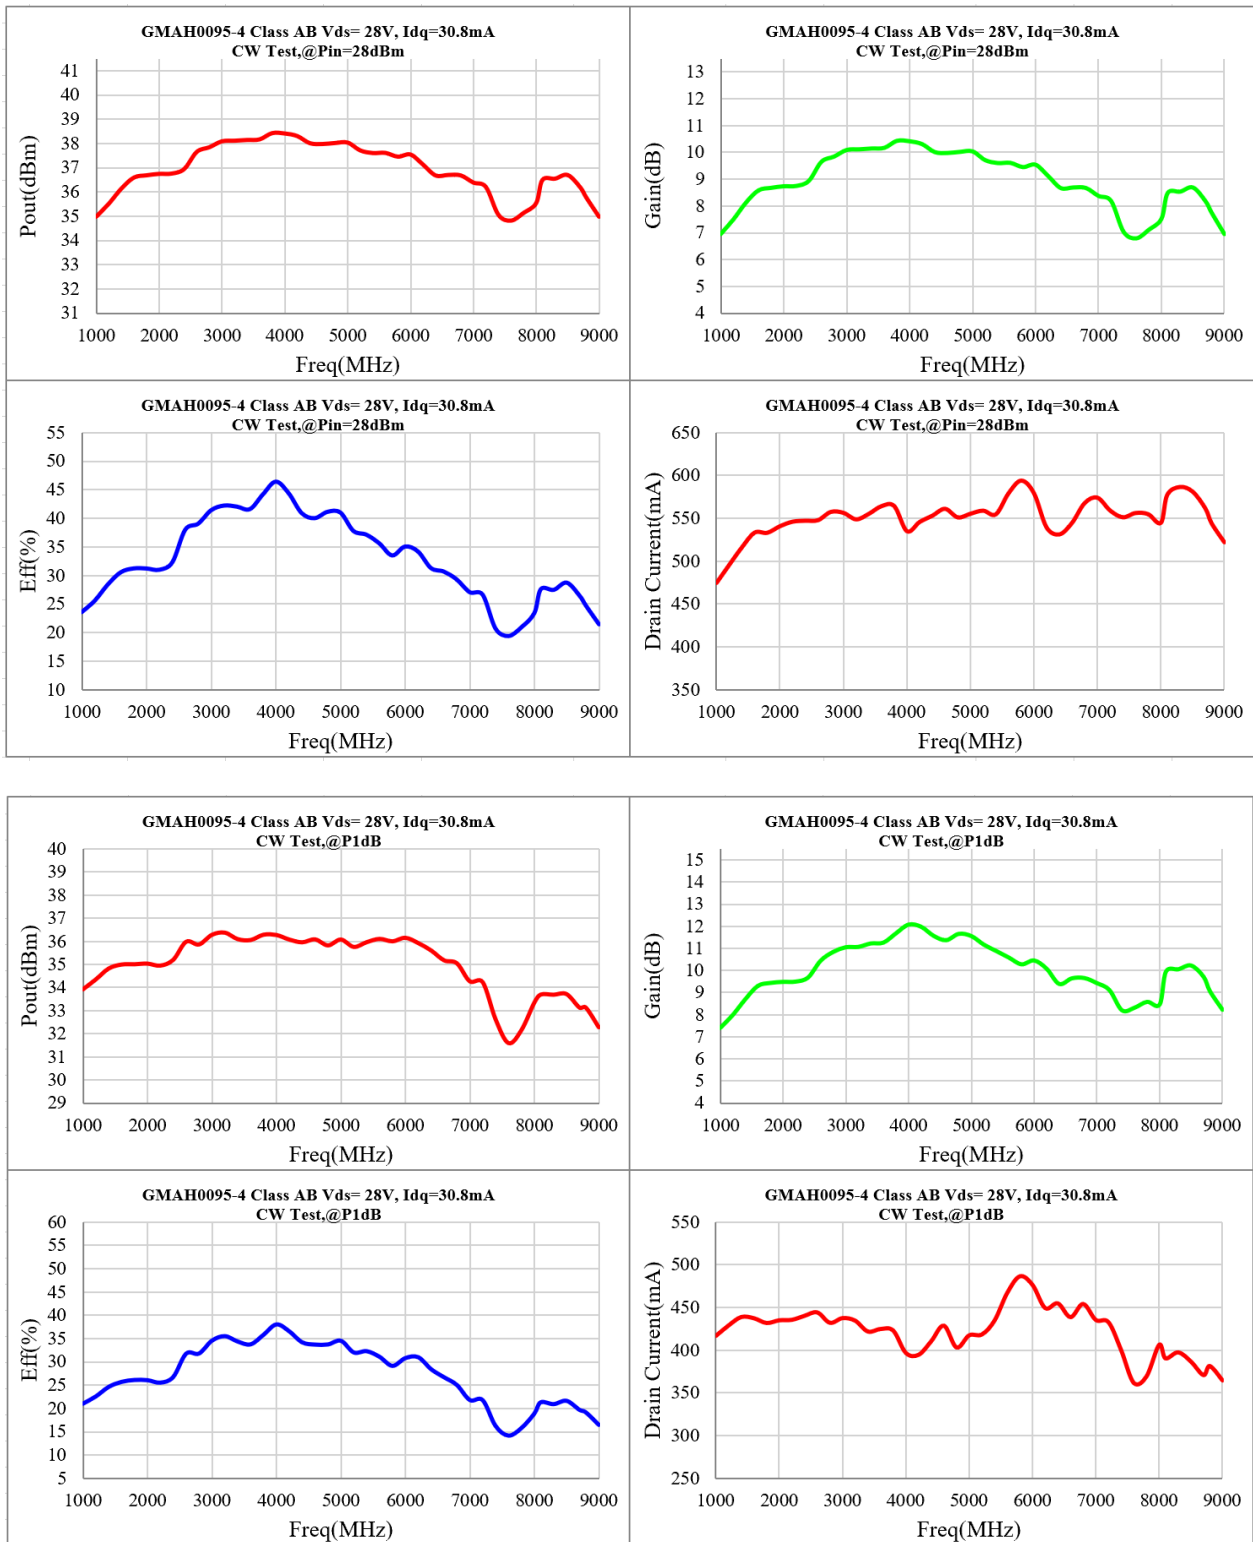 GMAH0095-4 Class AB Vds= 28V, Idq=30.8mA
CW Test,@Pin=28dBm
41
40
39
38
37
36
35
34
33
32
31
Pout(dBm)
1000 2000 3000 4000 5000 6000 7000 8000 9000
Freq(MHz)
GMAH0095-4 Class AB Vds= 28V, Idq=30.8mA
CW Test,@Pin=28dBm
13
12
11
10
9
8
7
6
5
4
Gain(dB)
1000 2000 3000 4000 5000 6000 7000 8000 9000
Freq(MHz)
GMAH0095-4 Class AB Vds= 28V, Idq=30.8mA
CW Test,@Pin=28dBm
55
50
45
40
35
30
25
20
15
10
Eff(%)
1000 2000 3000 4000 5000 6000 7000 8000 9000
Freq(MHz)
GMAH0095-4 Class AB Vds= 28V, Idq=30.8mA
CW Test,@Pin=28dBm
650
600
550
500
450
400
350
Drain Current(mA)
1000 2000 3000 4000 5000 6000 7000 8000 9000
Freq(MHz)
GMAH0095-4 Class AB Vds= 28V, Idq=30.8mA
CW Test,@P1dB
40
39
38
37
36
35
34
33
32
31
30
29
Pout(dBm)
1000 2000 3000 4000 5000 6000 7000 8000 9000
Freq(MHz)
GMAH0095-4 Class AB Vds= 28V, Idq=30.8mA
CW Test,@P1dB
15
14
13
12
11
10
9
8
7
6
5
4
Gain(dB)
1000 2000 3000 4000 5000 6000 7000 8000 9000
Freq(MHz)
GMAH0095-4 Class AB Vds= 28V, Idq=30.8mA
CW Test,@P1dB
60
55
50
45
40
35
30
25
20
15
10
5
Eff(%)
1000 2000 3000 4000 5000 6000 7000 8000 9000
Freq(MHz)
GMAH0095-4 Class AB Vds= 28V, Idq=30.8mA
CW Test,@P1dB
550
500
450
400
350
300
250
Drain Current(mA)
1000 2000 3000 4000 5000 6000 7000 8000 9000
Freq(MHz)